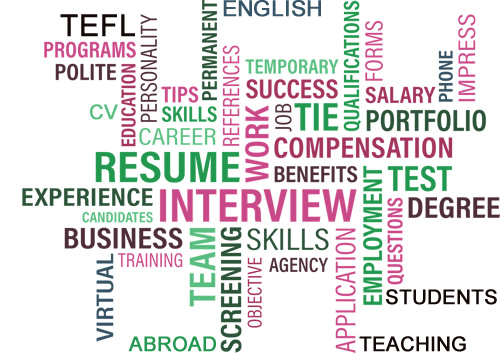 ENGLISH
TEFL
PROGRAMS
POLITE
PERSONALITY
EDUCATION
PERMANENT
REFERENCES
TEMPORARY
QUALIFICATIONS
FORMS
PHONE
IMPRESS
CV
TIPS
SKILLS
CAREER
SUCCESS
WORK
JOB
TIE
SALARY
PORTFOLIO
COMPENSATION
RESUME
BENEFITS
TEST
EXPERIENCE
CANDIDATES
INTERVIEW
EMPLOYMENT
QUESTIONS
DEGREE
BUSINESS
TRAINING
VIRTUAL
TEAM
SCREENING
SKILLS
OBJECTIVE
AGENCY
APPLICATION
STUDENTS
ABROAD
TEACHING